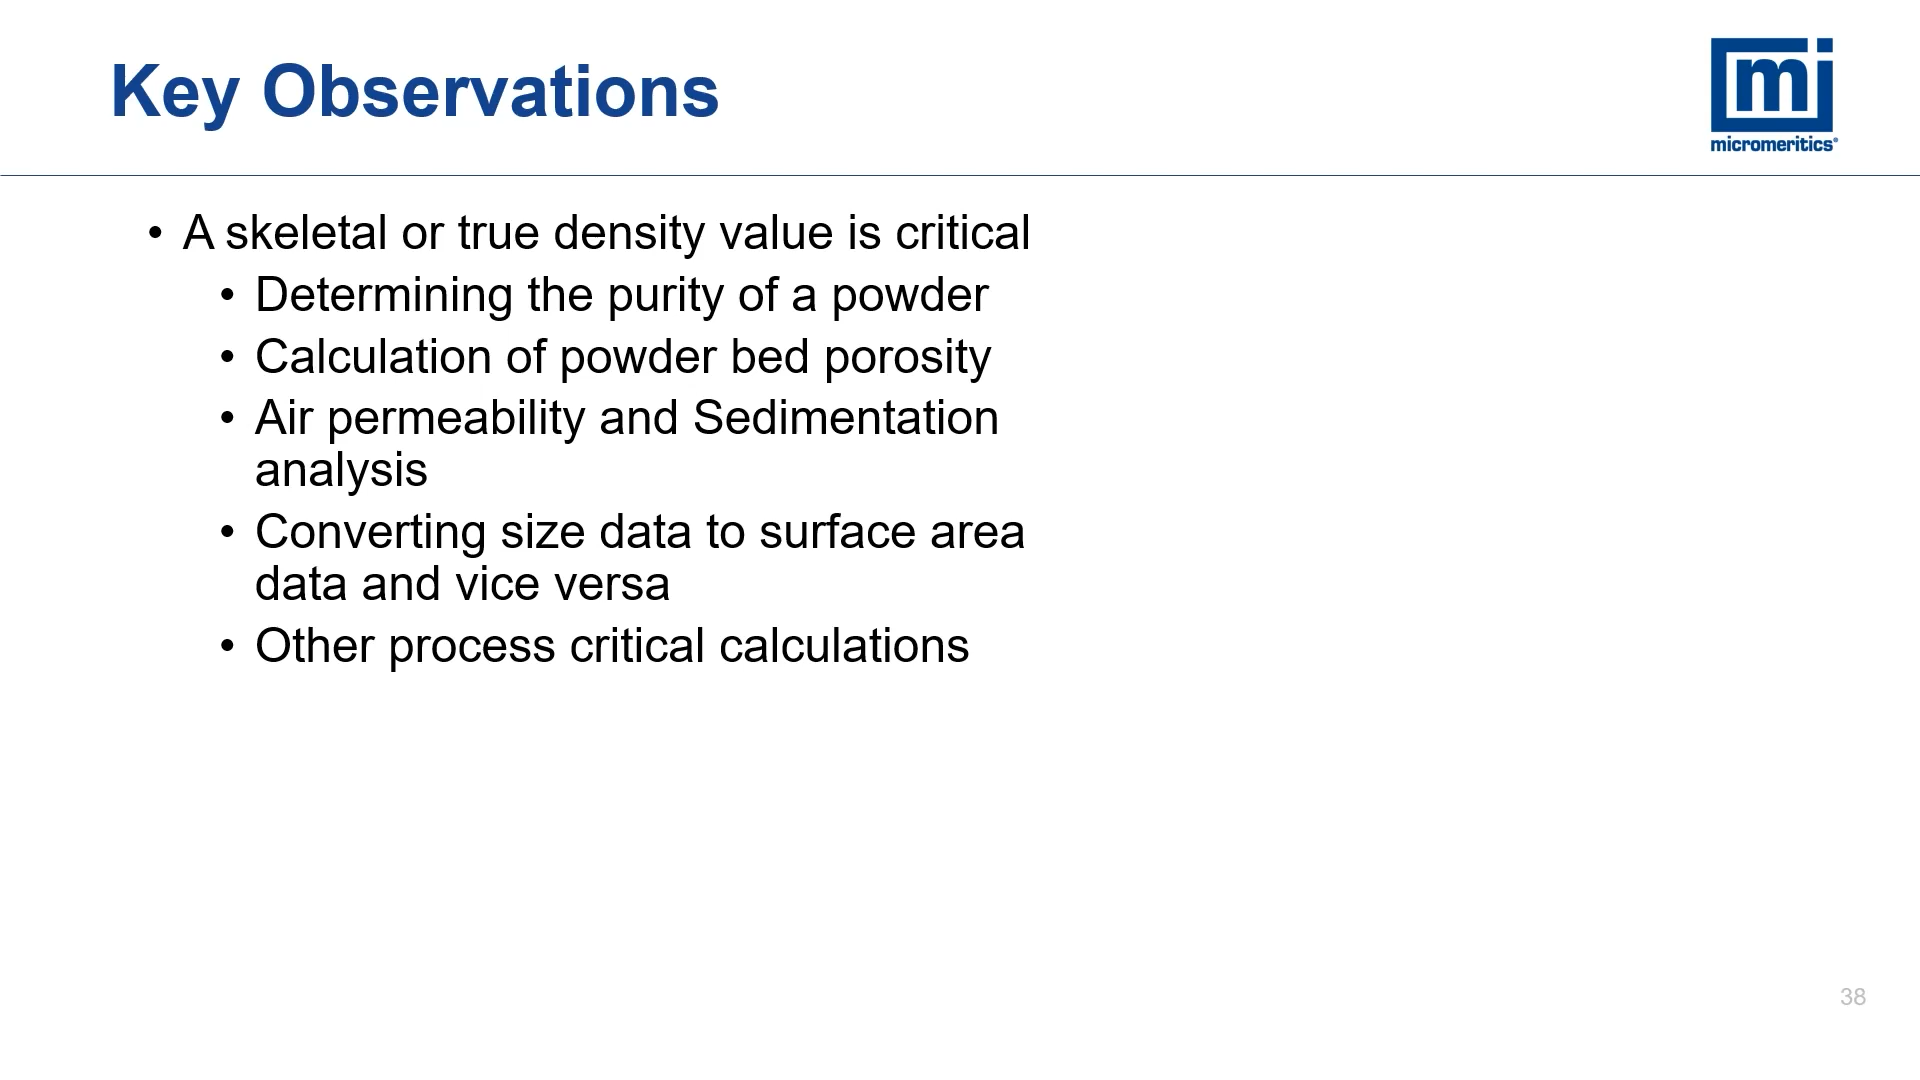 Key Observations
mi
micromeritics®
• A skeletal or true density value is critical
• Determining the purity of a powder
• Calculation of powder bed porosity
• Air permeability and Sedimentation
analysis
• Converting size data to surface area
data and vice versa
• Other process critical calculations
38